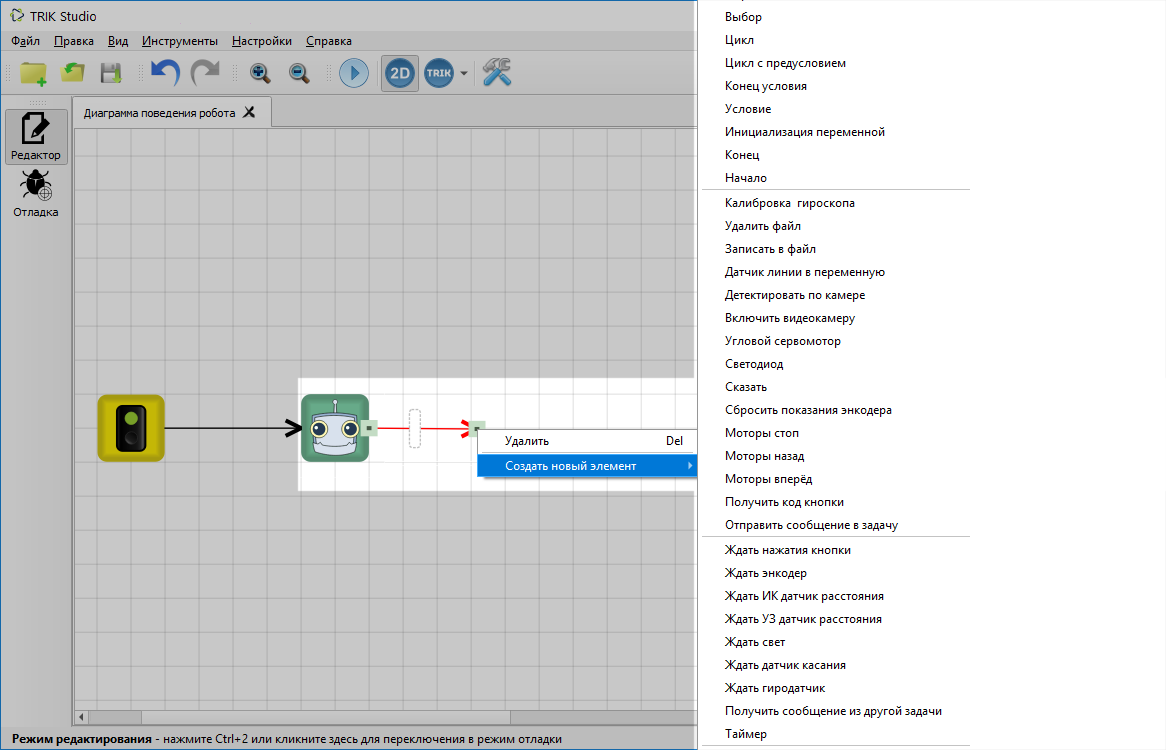 TRIK Studio
Файл Правка Вид Инструменты Настройки Справка
2D TRIK
Диаграмма поведения робота
Редактор
Отладка
Удалить Del
Создать новый элемент
Выбор
Цикл
Цикл с предусловием
Конец условия
Условие
Инициализация переменной
Конец
Начало
Калибровка гироскопа
Удалить файл
Записать в файл
Датчик линии в переменную
Детектировать по камере
Включить видеокамеру
Угловой сервомотор
Светодиод
Сказать
Сбросить показания энкодера
Моторы стоп
Моторы назад
Моторы вперёд
Получить код кнопки
Отправить сообщение в задачу
Ждать нажатия кнопки
Ждать энкодер
Ждать ИК датчик расстояния
Ждать УЗ датчик расстояния
Ждать свет
Ждать датчик касания
Ждать гиродатчик
Получить сообщение из другой задачи
Таймер
Режим редактирования - нажмите Ctrl+2 или кликните здесь для переключения в режим отладки